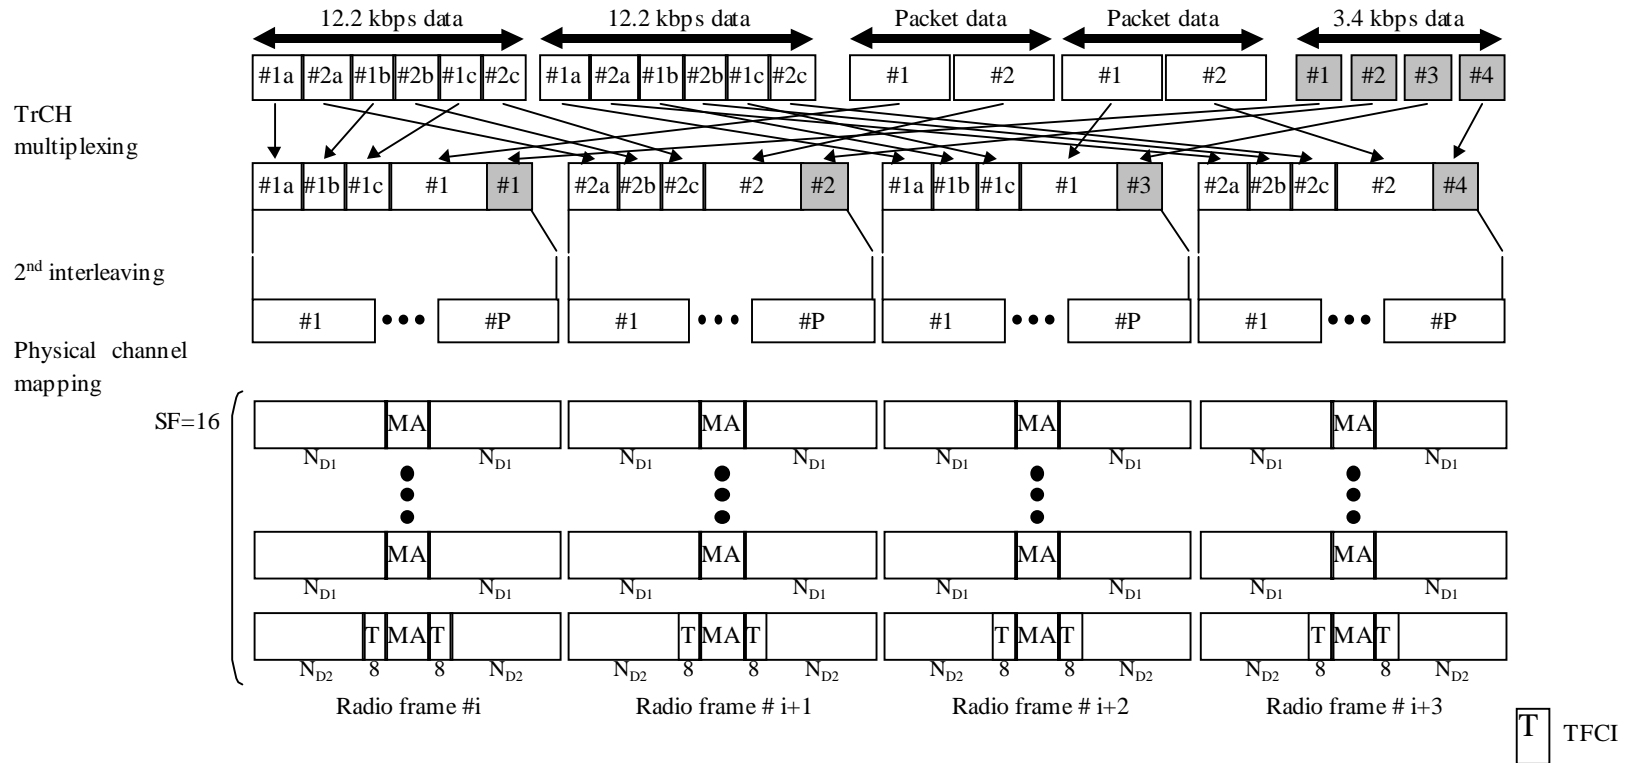 12.2 kbps data 12.2 kbps data Packet data Packet data 3.4 kbps data
#1a #2a #1b #2b #1c #2c #1a #2a #1b #2b #1c #2c #1 #2 #1 #2 #1 #2 #3 #4
TrCH
multiplexing
#1a #1b #1c #1 #1 #2a #2b #2c #2 #2 #1a #1b #1c #1 #3 #2a #2b #2c #2 #4
2nd interleaving
#1 ••• #P #1 ••• #P #1 ••• #P #1 ••• #P
Physical channel
mapping
SF=16
MA MA MA MA
ND1 ND1 ND1 ND1 ND1 ND1 ND1 ND1
MA MA MA MA
ND1 ND1 ND1 ND1 ND1 ND1 ND1 ND1
T MA T T MA T T MA T T MA T
ND2 8 8 ND2 ND2 8 8 ND2 ND2 8 8 ND2 ND2 8 8 ND2
Radio frame #i Radio frame # i+1 Radio frame # i+2 Radio frame # i+3
T TFCI